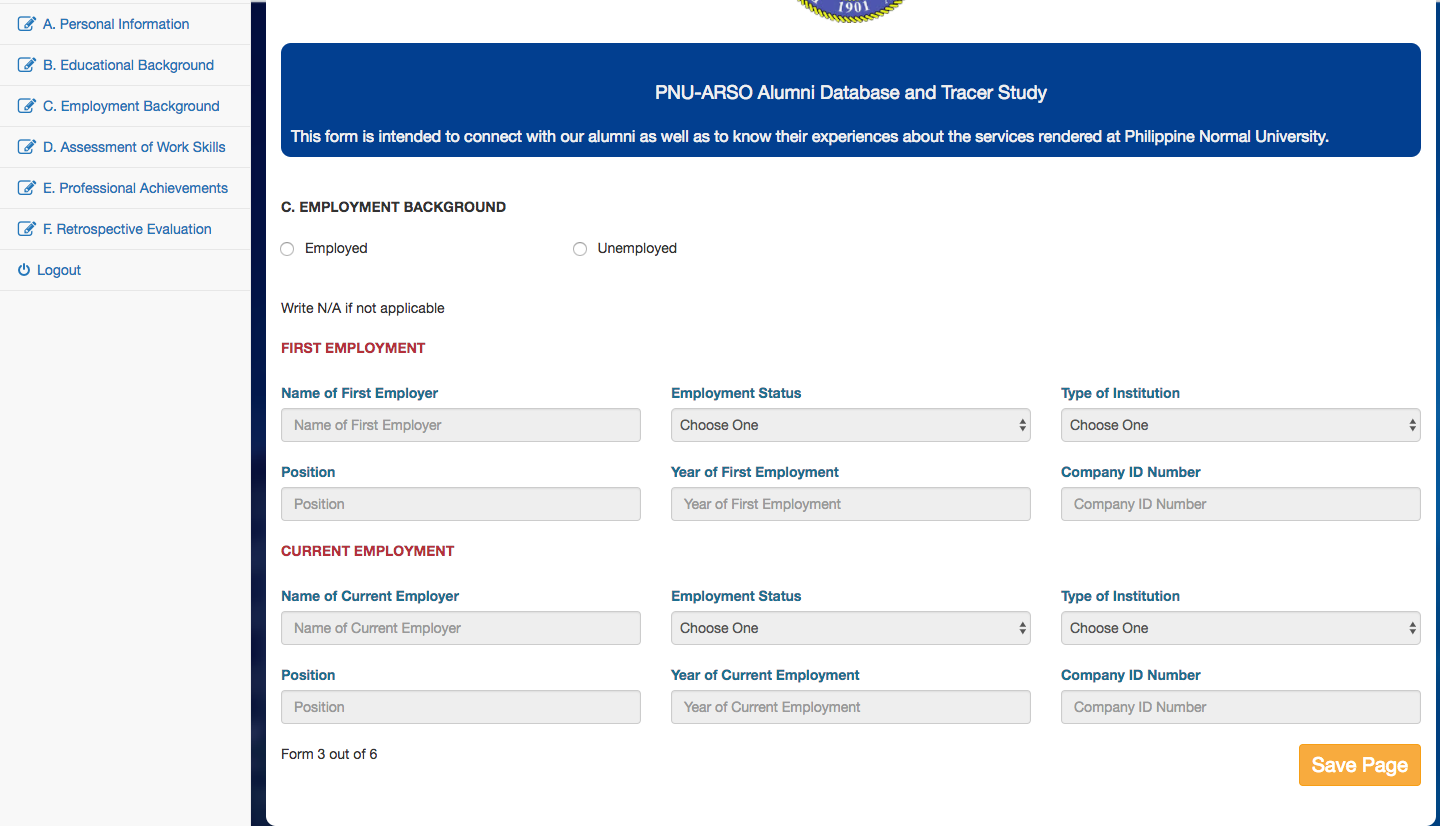 A. Personal Information
B. Educational Background
C. Employment Background
D. Assessment of Work Skills
E. Professional Achievements
F. Retrospective Evaluation
Logout
1901
PNU-ARSO Alumni Database and Tracer Study
This form is intended to connect with our alumni as well as to know their experiences about the services rendered at Philippine Normal University.
C. EMPLOYMENT BACKGROUND
Employed Unemployed
Write N/A if not applicable
FIRST EMPLOYMENT
Name of First Employer Employment Status Type of Institution
Name of First Employer Choose One Choose One
Position Year of First Employment Company ID Number
Position Year of First Employment Company ID Number
CURRENT EMPLOYMENT
Name of Current Employer Employment Status Type of Institution
Name of Current Employer Choose One Choose One
Position Year of Current Employment Company ID Number
Position Year of Current Employment Company ID Number
Form 3 out of 6
Save Page